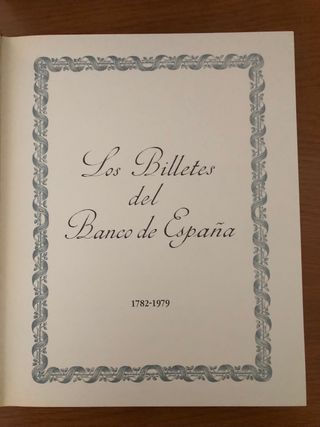 Los Billetes
del
Banco de España
1782-1979